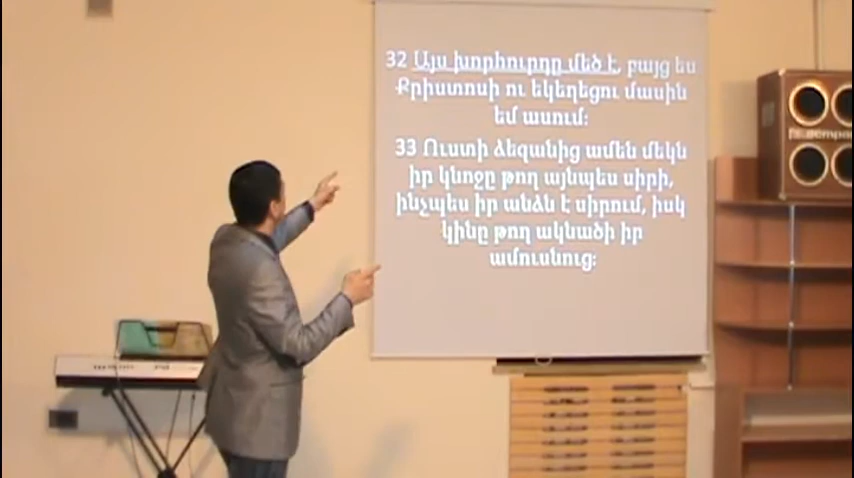 32 Այս խորհուրդը մեծ է, բայց ես
Քրիստոսի ու եկեղեցու մասին
եմ ասում:
33 Ուստի ձեզանից ամեն մեկն
իր կնոջը թող այնպես սիրի,
ինչպես իր անձն է սիրում, իսկ
կինը թող ակնածի իր
ամուսնուց: